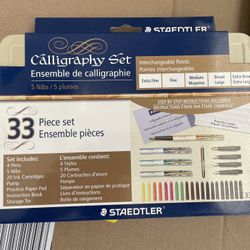 STAEDTLER
Calligraphy Set
Ensemble de calligraphie
5 Nibs / 5 plumes
Interchangeable Points
Pointes interchangeables
Extra Fine
Fine
Medium
Moyenne
Broad
Large
Extra Broad
Extra
STEP BY STEP INSTRUCTIONS INCLUDED!
INSTRUCTIONS ÉTAPE PAR ÉTAPE COMPRISES!
33 Piece set
Ensemble pièces
Set Includes:
4 Pens
5 Nibs
20 Ink Cartridges
Pump
Practice Paper Pad
Instruction Book
Storage Tin
L'ensemble contient:
4 Stylos
5 Plumes
20 Cartouches d'encre
Pompe
Séparateur en papier de pratique
Livret d'instruction
Boîte de rangement
STAEDTLER